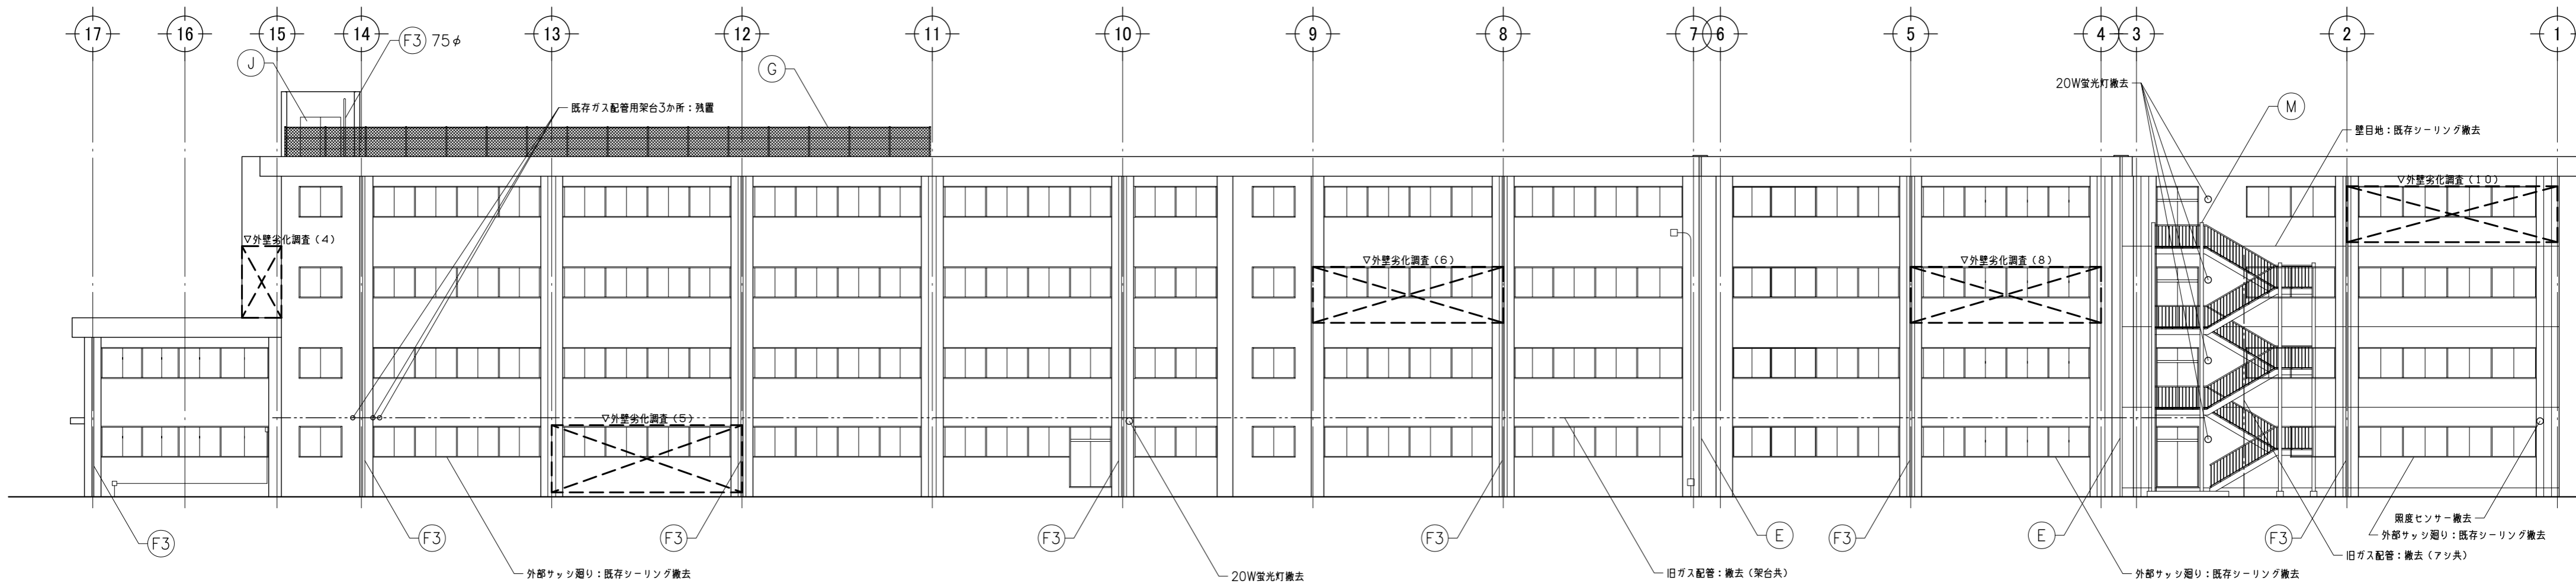 17 16 15 14 13 12 11 10 9 8 7 6 5 4 3 2 1
F3 75φ
J
G
既存ガス配管用架台3か所:残置
20W蛍光灯撤去
M
壁目地:既存シーリング撤去
▽外壁劣化調査(10)
▽外壁劣化調査(4)
▽外壁劣化調査(6)
▽外壁劣化調査(8)
▽外壁劣化調査(5)
F3
F3
F3
F3
F3
E
F3
E
F3
照度センサー撤去
外部サッシ廻り:既存シーリング撤去
旧ガス配管:撤去(アシ共)
外部サッシ廻り:既存シーリング撤去
20W蛍光灯撤去
旧ガス配管:撤去(架台共)
外部サッシ廻り:既存シーリング撤去